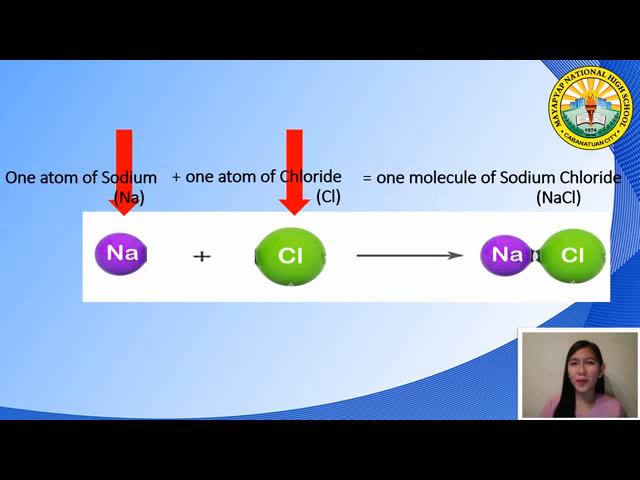 MAYAPYAP NATIONAL HIGH SCHOOL
1974
CABANATUAN CITY
One atom of Sodium + one atom of Chloride = one molecule of Sodium Chloride
(Na) (Cl) (NaCl)
Na + Cl Na Cl